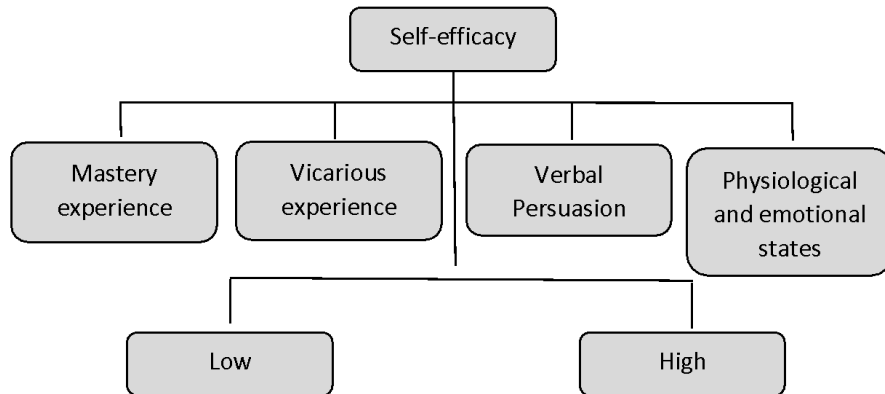 Self-efficacy
Mastery
experience
Vicarious
experience
Verbal
Persuasion
Physiological
and emotional
states
Low
High